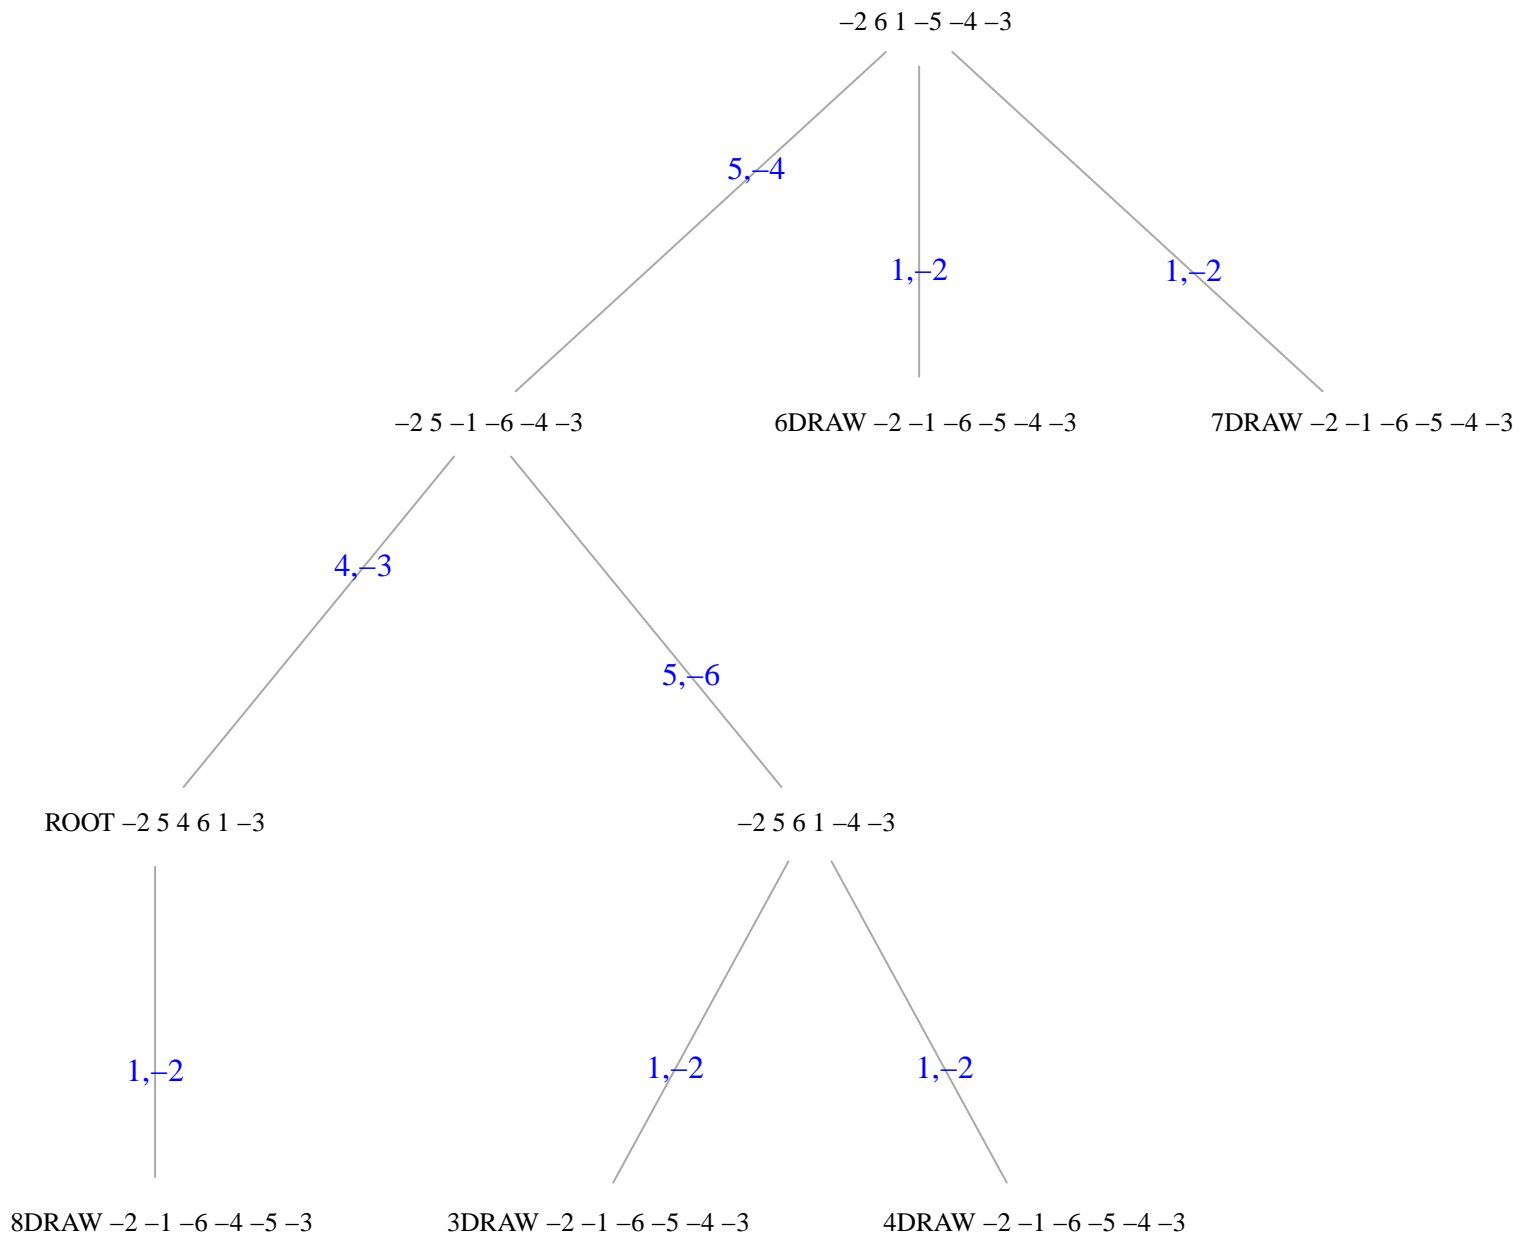 –2 6 1 –5 –4 –3
5,–4
1,–2
1,–2
–2 5 –1 –6 –4 –3
6DRAW –2 –1 –6 –5 –4 –3
7DRAW –2 –1 –6 –5 –4 –3
4,–3
5,–6
ROOT –2 5 4 6 1 –3
–2 5 6 1 –4 –3
1,–2
1,–2
1,–2
8DRAW –2 –1 –6 –4 –5 –3
3DRAW –2 –1 –6 –5 –4 –3
4DRAW –2 –1 –6 –5 –4 –3